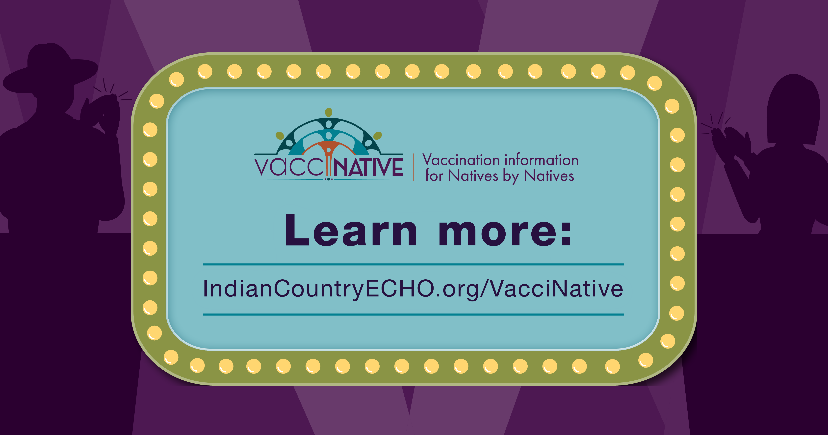 vacciNATIVE
Vaccination information
for Natives by Natives
Learn more:
IndianCountryECHO.org/VacciNative